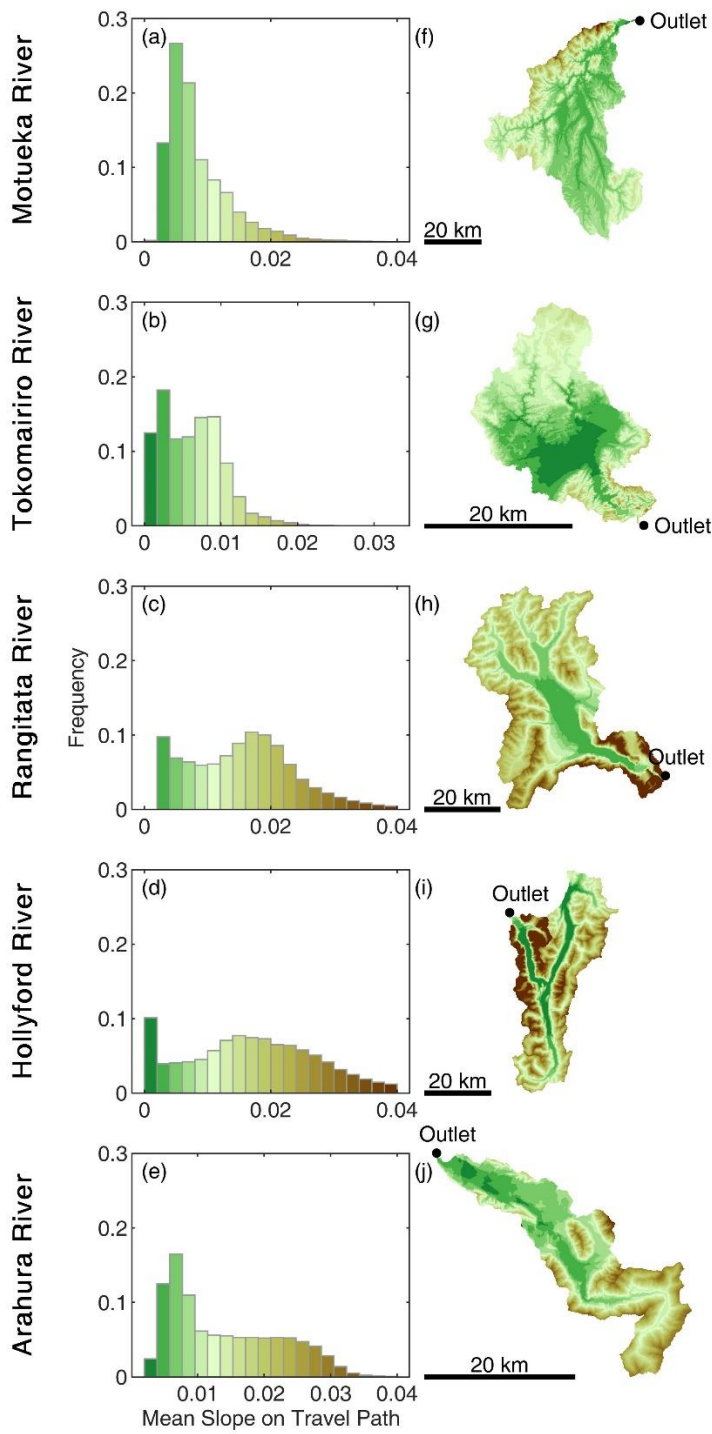 Motueka River
0.3
(a)
0.2
0.1
0
0
0.02
0.04
(f)
Outlet
20 km
Tokomairiro River
0.3
(b)
0.2
0.1
0
0
0.01
0.02
0.03
(g)
20 km
Outlet
Rangitata River
Frequency
0.3
(c)
0.2
0.1
0
0
0.02
0.04
(h)
Outlet
20 km
Hollyford River
0.3
(d)
0.2
0.1
0
0
0.02
0.04
(i)
Outlet
20 km
Arahura River
0.3
(e)
0.2
0.1
0
0.01
0.02
0.03
0.04
Mean Slope on Travel Path
Outlet
(j)
20 km